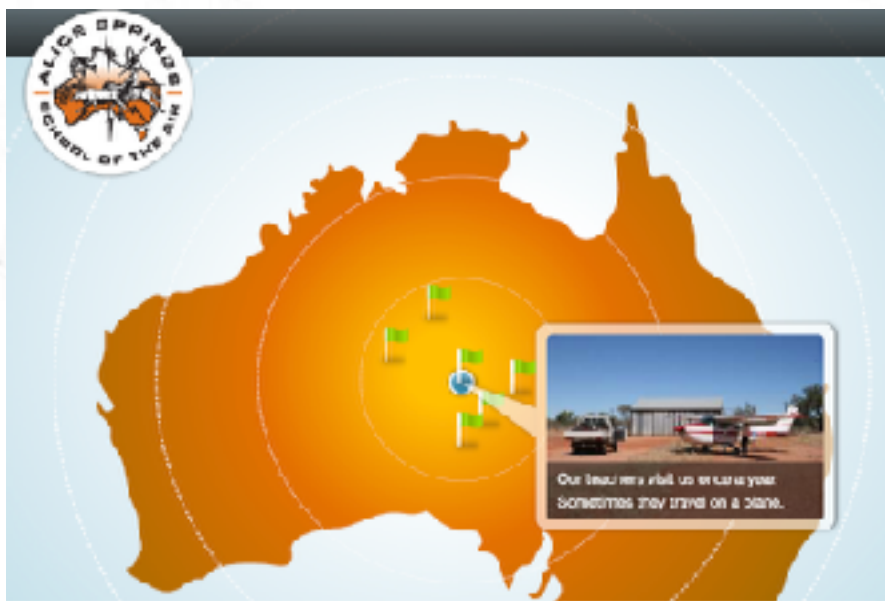 ALICE SPRINGS
SCHOOL OF THE AIR
Our teachers visit us once a year.
Sometimes they travel on a plane.